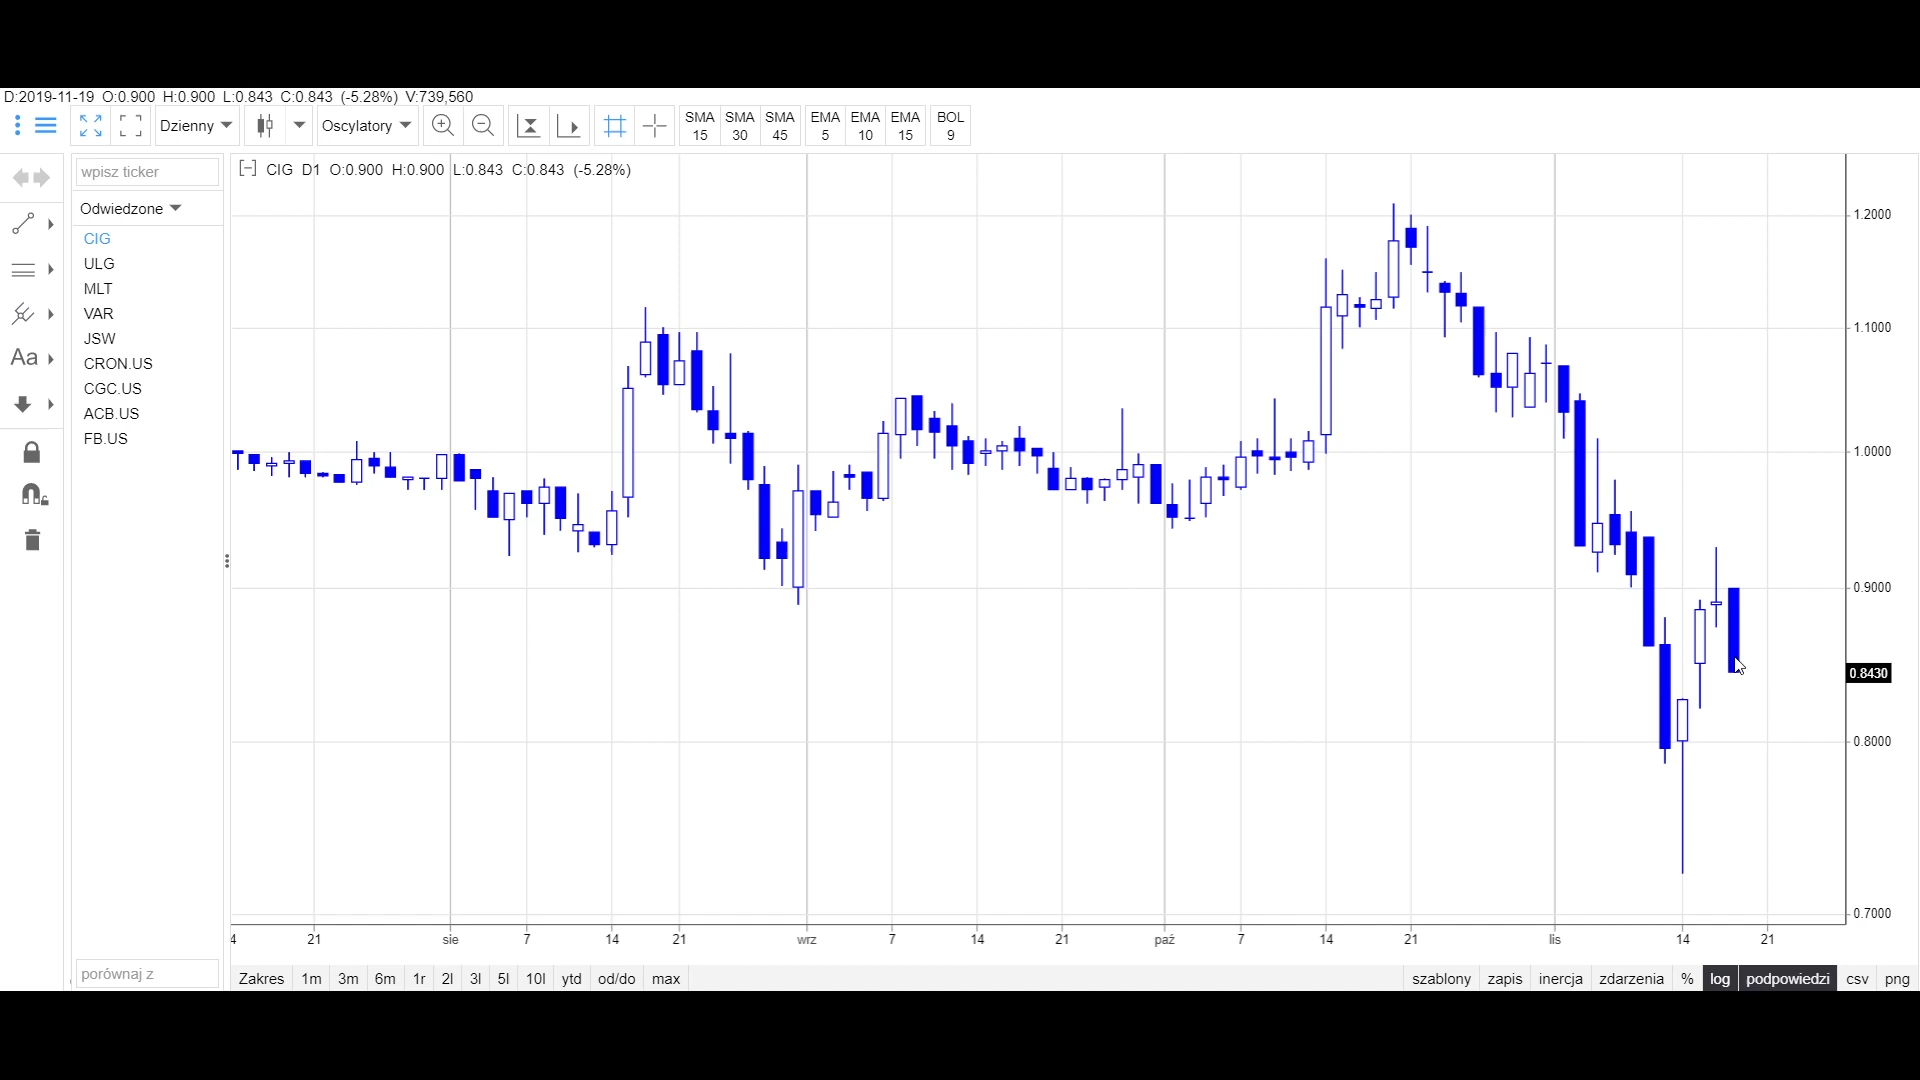 D:2019-11-19 O:0.900 H:0.900 L:0.843 C:0.843 (-5.28%) V:739,560
Dzienny
Oscylatory
SMA 15
SMA 30
SMA 45
EMA 5
EMA 10
EMA 15
BOL 9
wpisz ticker
[-] CIG D1 O:0.900 H:0.900 L:0.843 C:0.843 (-5.28%)
Odwiedzone
CIG
ULG
MLT
VAR
JSW
CRON.US
CGC.US
ACB.US
FB.US
Aa
1.2000
1.1000
1.0000
0.9000
0.8430
0.8000
0.7000
4 21 sie 7 14 21 wrz 7 14 21 paź 7 14 21 lis 14 21
porównaj z
Zakres 1m 3m 6m 1r 2l 3l 5l 10l ytd od/do max
szablony zapis inercja zdarzenia % log podpowiedzi csv png